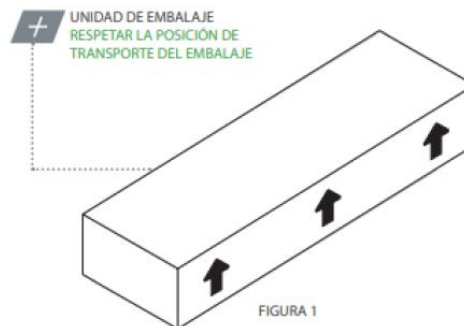 UNIDAD DE EMBALAJE
RESPETAR LA POSICIÓN DE
TRANSPORTE DEL EMBALAJE
FIGURA 1